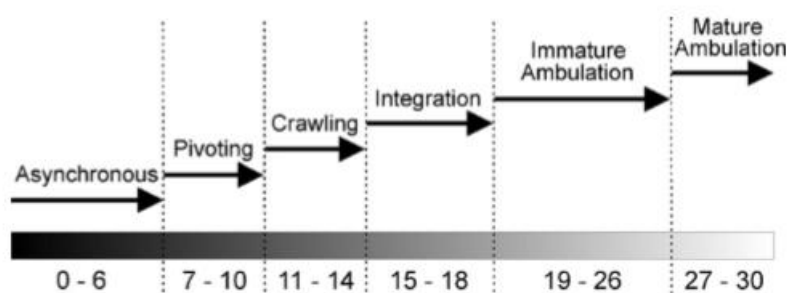 Asynchronous
Pivoting
Crawling
Integration
Immature
Ambulation
Mature
Ambulation
0 - 6
7 - 10
11 - 14
15 - 18
19 - 26
27 - 30